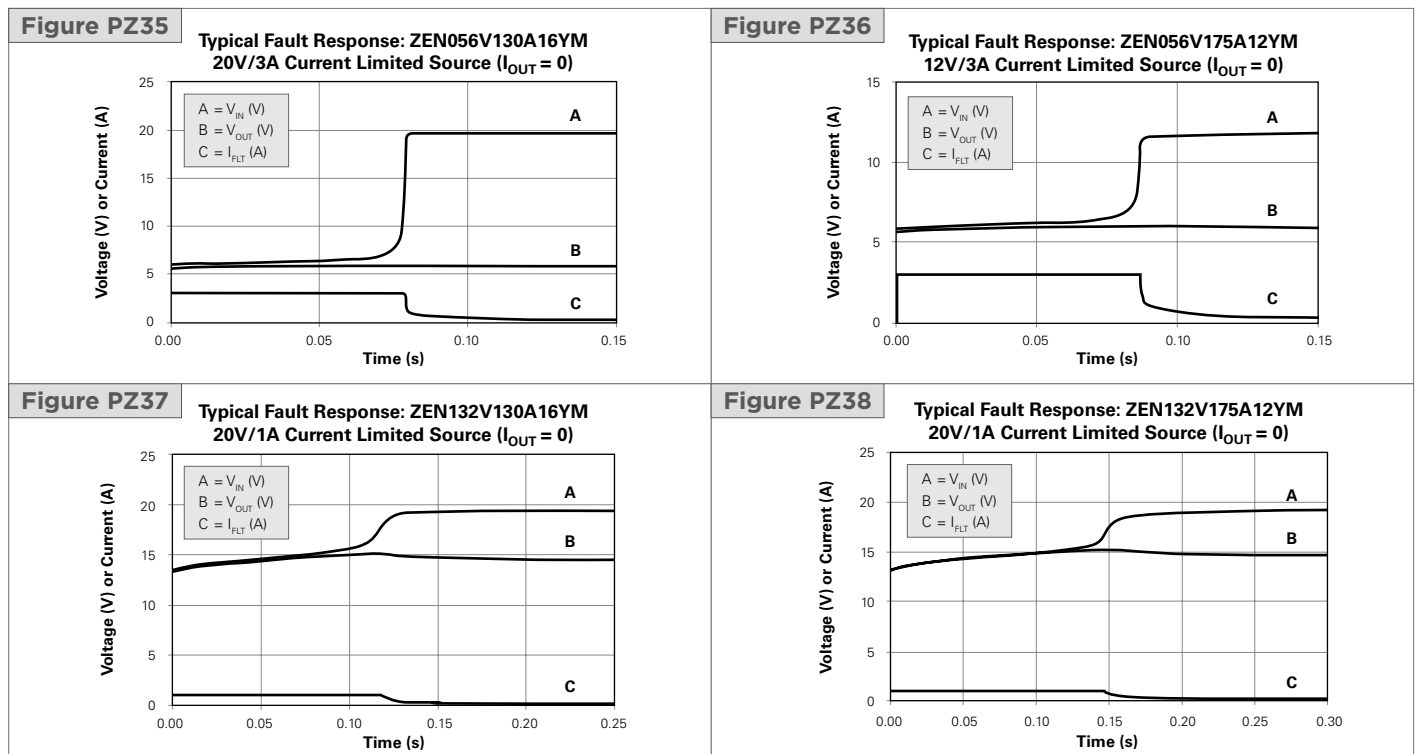 Figure PZ35
Typical Fault Response: ZEN056V130A16YM
20V/3A Current Limited Source (IOUT = 0)
Voltage (V) or Current (A)
25
20
15
10
5
0
A = VIN (V)
B = VOUT (V)
C = IFLT (A)
A
B
C
0.00
0.05
0.10
0.15
Time (s)
Figure PZ36
Typical Fault Response: ZEN056V175A12YM
12V/3A Current Limited Source (IOUT = 0)
Voltage (V) or Current (A)
15
10
5
0
A = VIN (V)
B = VOUT (V)
C = IFLT (A)
A
B
C
0.00
0.05
0.10
0.15
Time (s)
Figure PZ37
Typical Fault Response: ZEN132V130A16YM
20V/1A Current Limited Source (IOUT = 0)
Voltage (V) or Current (A)
25
20
15
10
5
0
A = VIN (V)
B = VOUT (V)
C = IFLT (A)
A
B
C
0.00
0.05
0.10
0.15
0.20
0.25
Time (s)
Figure PZ38
Typical Fault Response: ZEN132V175A12YM
20V/1A Current Limited Source (IOUT = 0)
Voltage (V) or Current (A)
25
20
15
10
5
0
A = VIN (V)
B = VOUT (V)
C = IFLT (A)
A
B
C
0.00
0.05
0.10
0.15
0.20
0.25
0.30
Time (s)